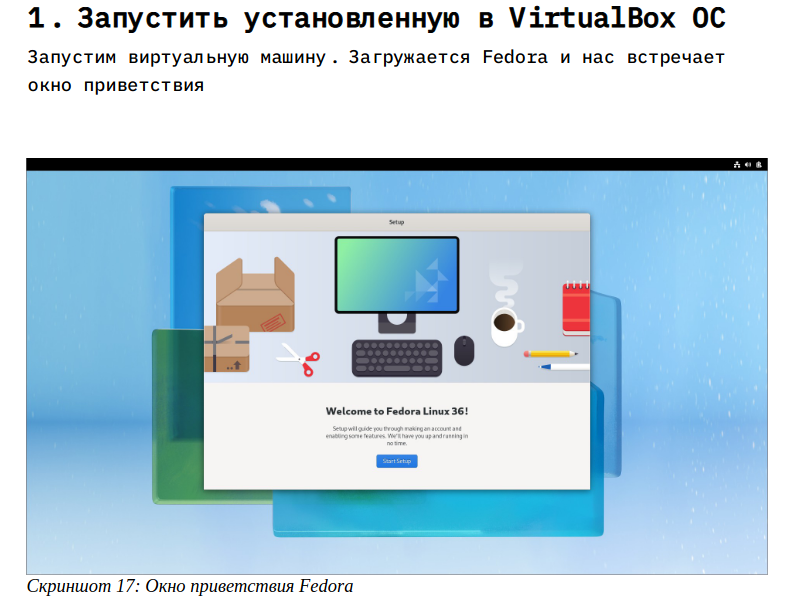 1. Запустить установленную в VirtualBox ОС
Запустим виртуальную машину. Загружается Fedora и нас встречает
окно приветствия
Setup
Welcome to Fedora Linux 36!
Setup will guide you through making an account and
enabling some features. We'll have you up and running in
no time.
Start Setup
Скриншот 17: Окно приветствия Fedora